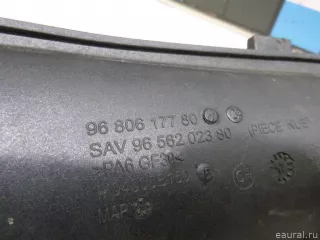 96 806 177 80
SAV 96 562 023 80 (PIECE NUE)
>PA6 GF30<
MAP
© eaural.ru